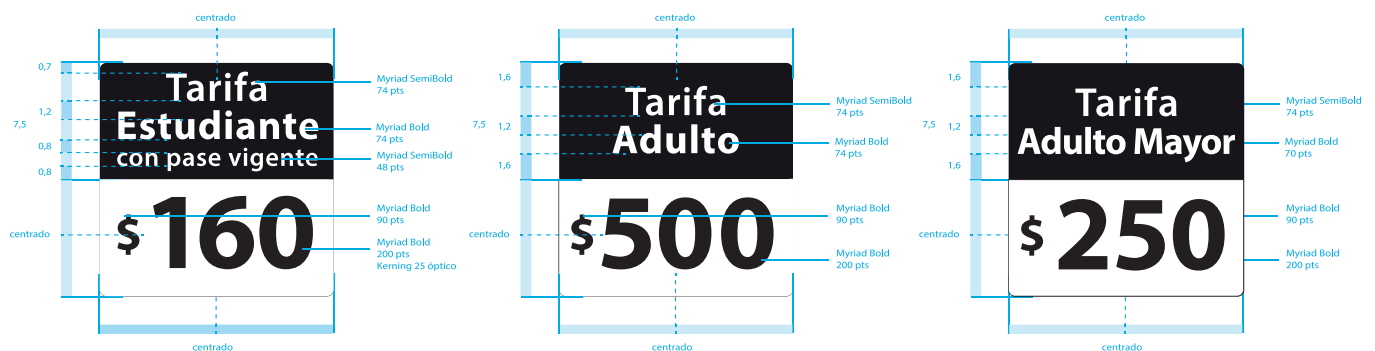 centrado
0,7
1,2
7,5
0,8
0,8
centrado
Tarifa
Estudiante
con pase vigente
$160
Myriad SemiBold
74 pts
Myriad Bold
74 pts
Myriad SemiBold
48 pts
Myriad Bold
90 pts
Myriad Bold
200 pts
Kerning 25 óptico
centrado
centrado
1,6
7,5
1,2
1,6
centrado
Tarifa
Adulto
$500
Myriad SemiBold
74 pts
Myriad Bold
74 pts
Myriad Bold
90 pts
Myriad Bold
200 pts
centrado
centrado
1,6
7,5
1,2
1,6
centrado
Tarifa
Adulto Mayor
$250
Myriad SemiBold
74 pts
Myriad Bold
70 pts
Myriad Bold
90 pts
Myriad Bold
200 pts
centrado